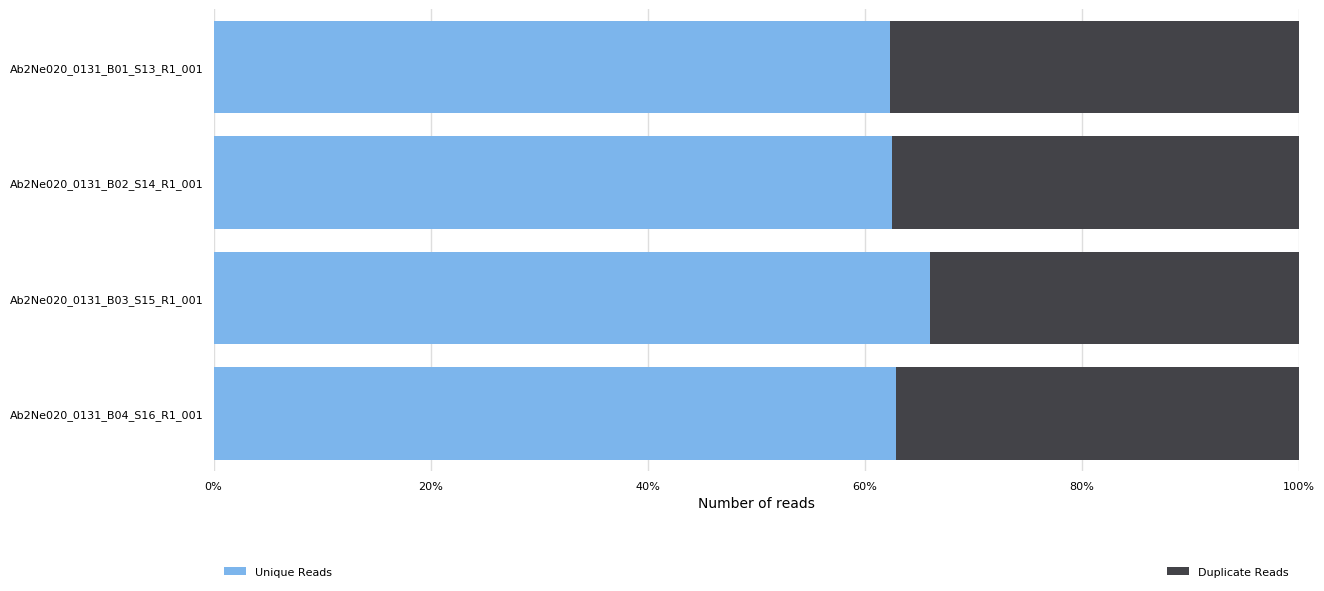 Ab2Ne020_0131_B01_S13_R1_001
Ab2Ne020_0131_B02_S14_R1_001
Ab2Ne020_0131_B03_S15_R1_001
Ab2Ne020_0131_B04_S16_R1_001
0% 20% 40% 60% 80% 100%
Number of reads
Unique Reads Duplicate Reads